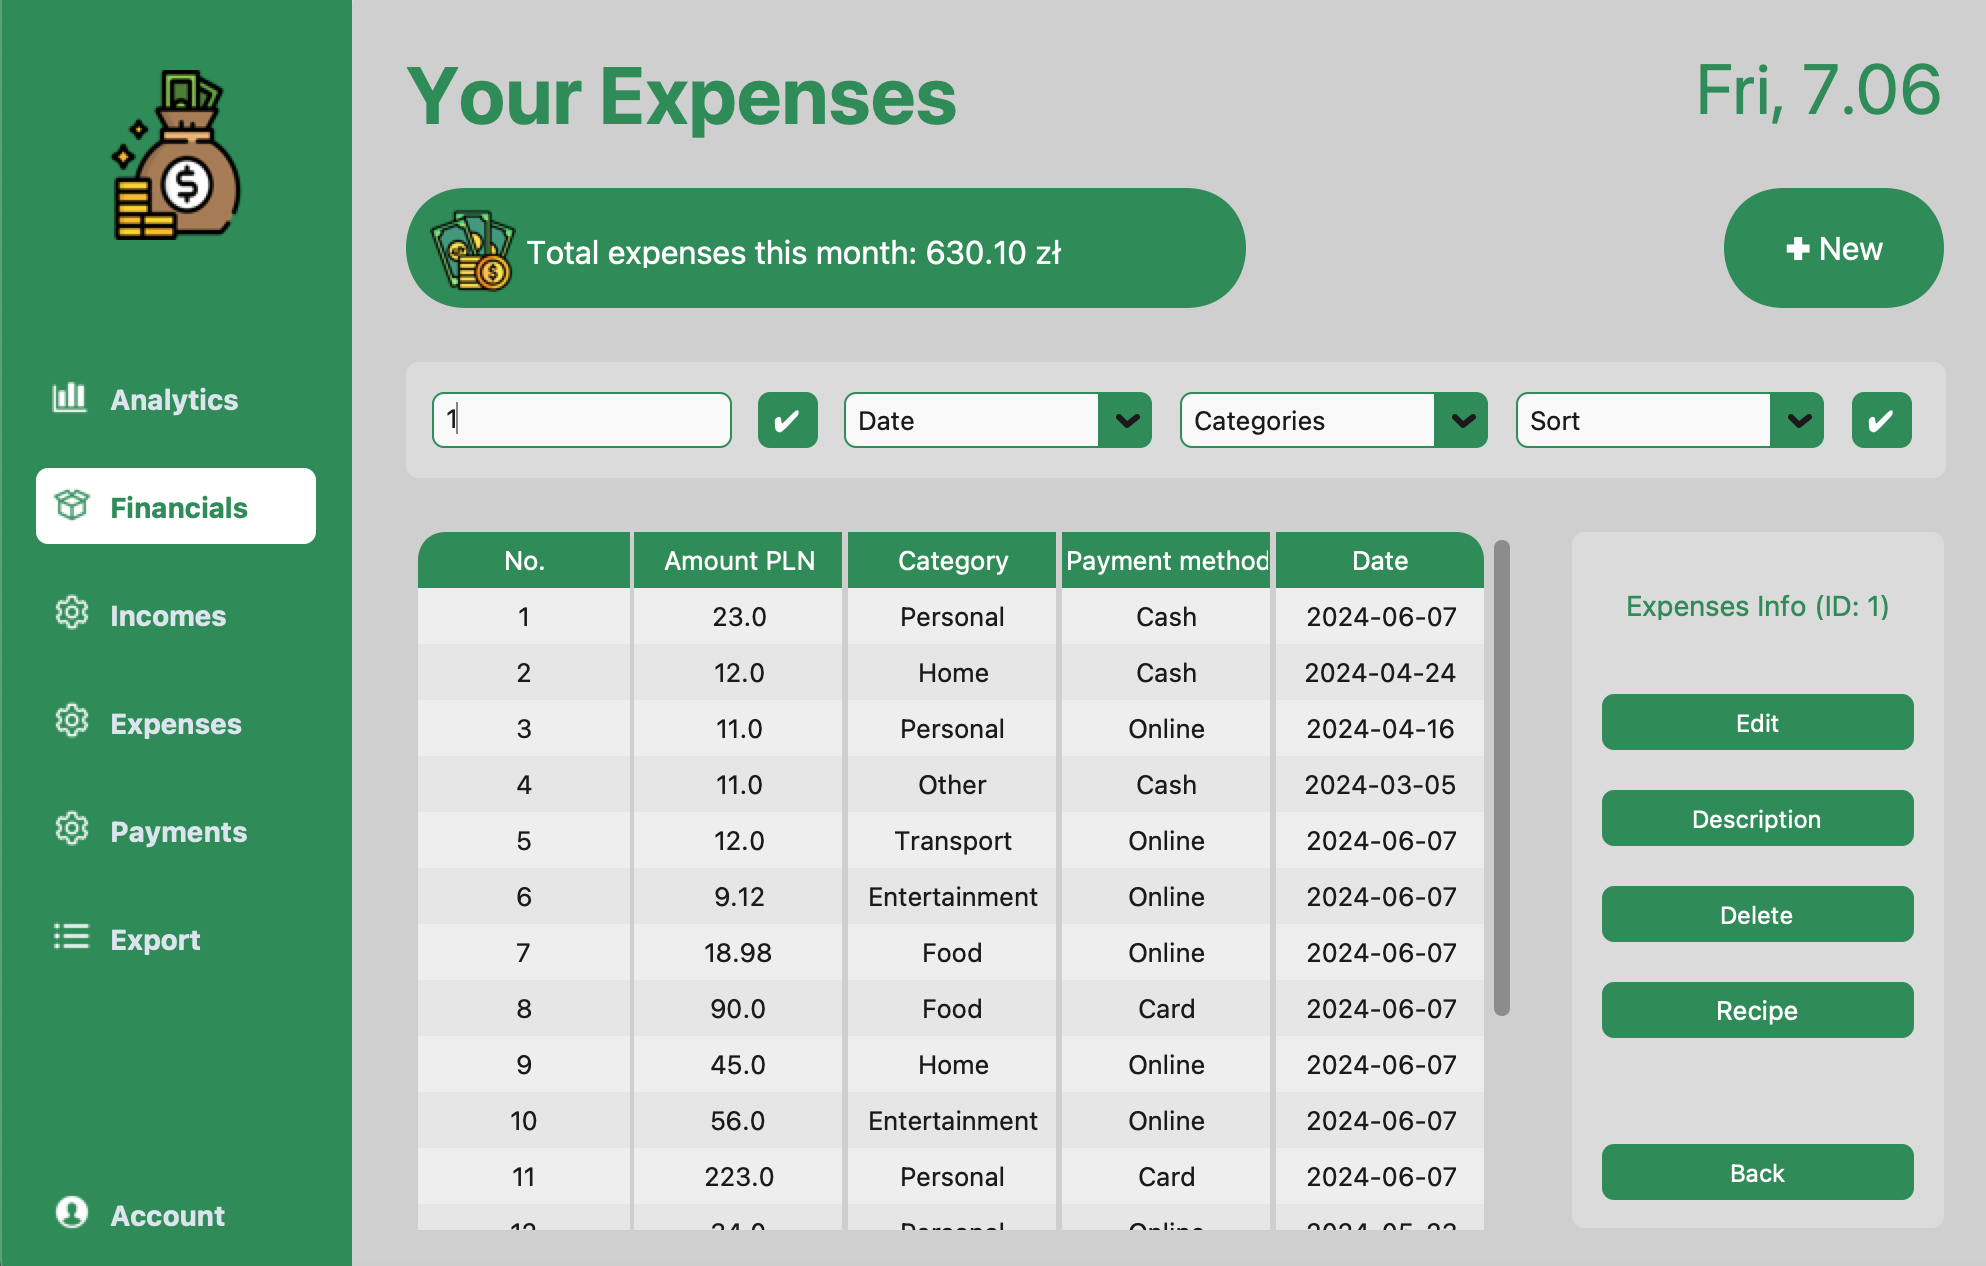 Your Expenses
Fri, 7.06
Total expenses this month: 630.10 zł
New
Analytics
Financials
Incomes
Expenses
Payments
Export
Account
1
Date
Categories
Sort
No. Amount PLN Category Payment method Date
1 23.0 Personal Cash 2024-06-07
2 12.0 Home Cash 2024-04-24
3 11.0 Personal Online 2024-04-16
4 11.0 Other Cash 2024-03-05
5 12.0 Transport Online 2024-06-07
6 9.12 Entertainment Online 2024-06-07
7 18.98 Food Online 2024-06-07
8 90.0 Food Card 2024-06-07
9 45.0 Home Online 2024-06-07
10 56.0 Entertainment Online 2024-06-07
11 223.0 Personal Card 2024-06-07
12 Personal Online
Expenses Info (ID: 1)
Edit
Description
Delete
Recipe
Back